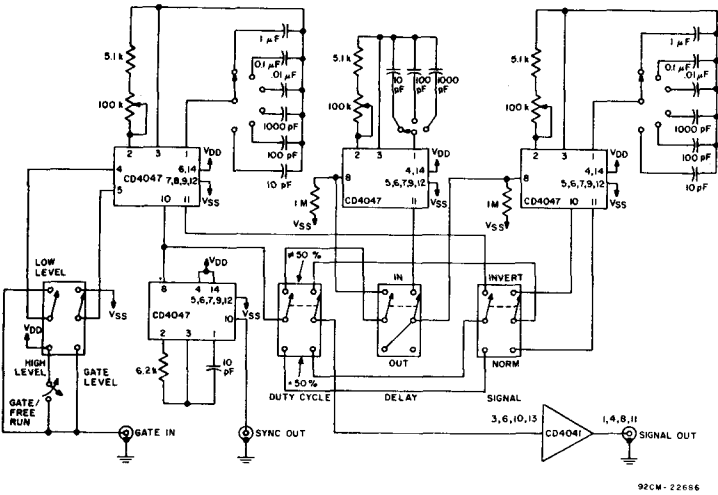 1 µF
0.1 µF
.01 µF
1000 pF
100 pF
10 pF
5.1 k
100 k
2 3 1
4
5
CD4047
6,14
7,8,9,12
VDD
VSS
10 11
5.1k
100k
10 pF
100 pF
1000 pF
2 3 1
8
CD4047
4,14
5,6,7,9,12
VDD
VSS
11
1 M
VSS
5.1k
100k
1 µF
0.1 µF
.01 µF
1000 pF
100 pF
10 pF
2 3 1
8
CD4047
4,14
5,6,7,9,12
VDD
VSS
10 11
1M
VSS
LOW LEVEL
VSS
VDD
HIGH LEVEL
GATE LEVEL
GATE/ FREE RUN
GATE IN
VDD
8 4 14
5,6,7,9,12
CD4047
10
VSS
2 3 1
6.2k
10 pF
SYNC OUT
≠ 50 %
= 50%
DUTY CYCLE
IN
OUT
DELAY
INVERT
NORM
SIGNAL
3,6,10,13
CD4041
1,4,8,11
SIGNAL OUT
92CM-22686